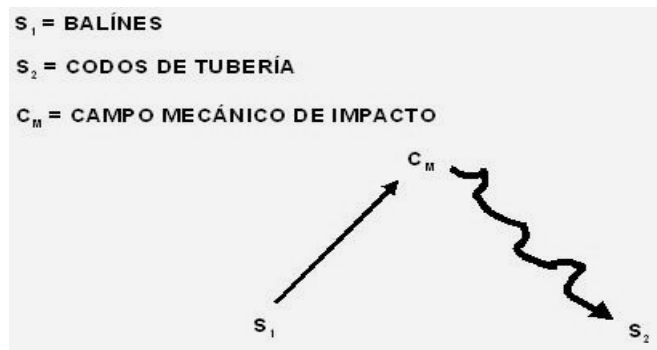 S₁ = BALÍNES
S₂ = CODOS DE TUBERÍA
Cₘ = CAMPO MECÁNICO DE IMPACTO
Cₘ
S₁
S₂